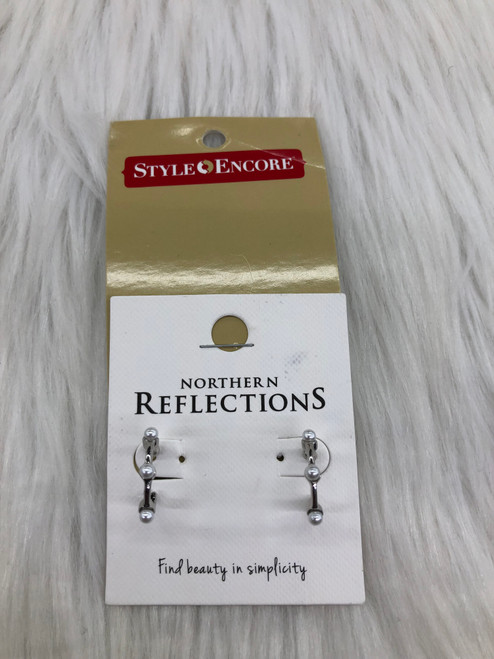 STYLE ENCORE
NORTHERN
REFLECTIONS
Find beauty in simplicity